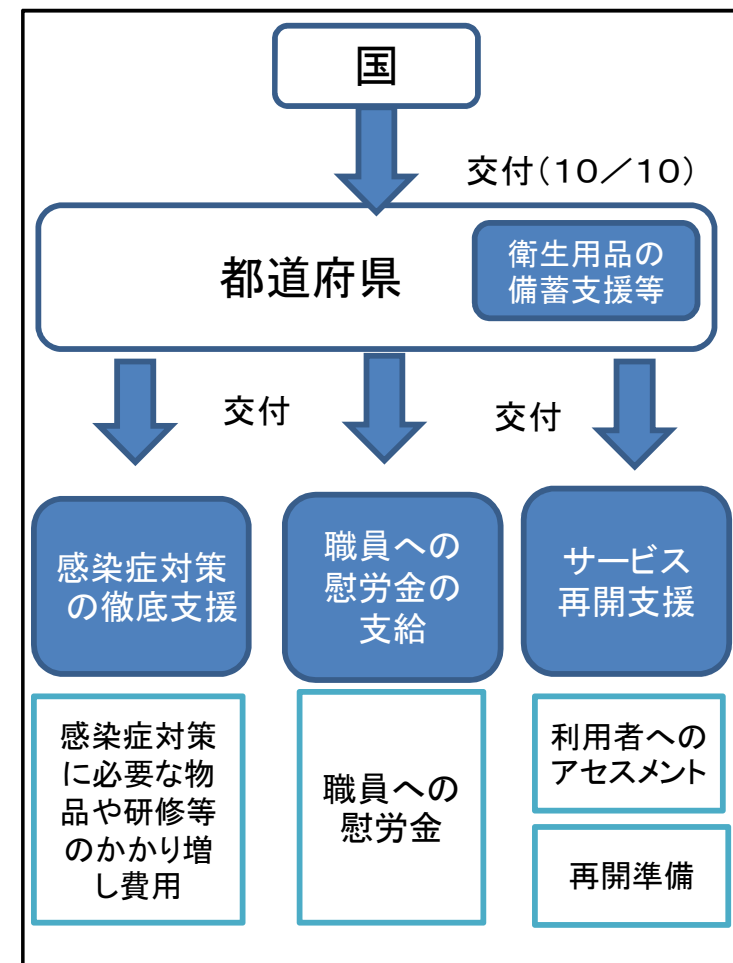 国
交付(10/10)
都道府県
衛生用品の
備蓄支援等
交付
交付
感染症対策
の徹底支援
職員への
慰労金の
支給
サービス
再開支援
感染症対策
に必要な物
品や研修等
のかかり増
し費用
職員への
慰労金
利用者への
アセスメント
再開準備